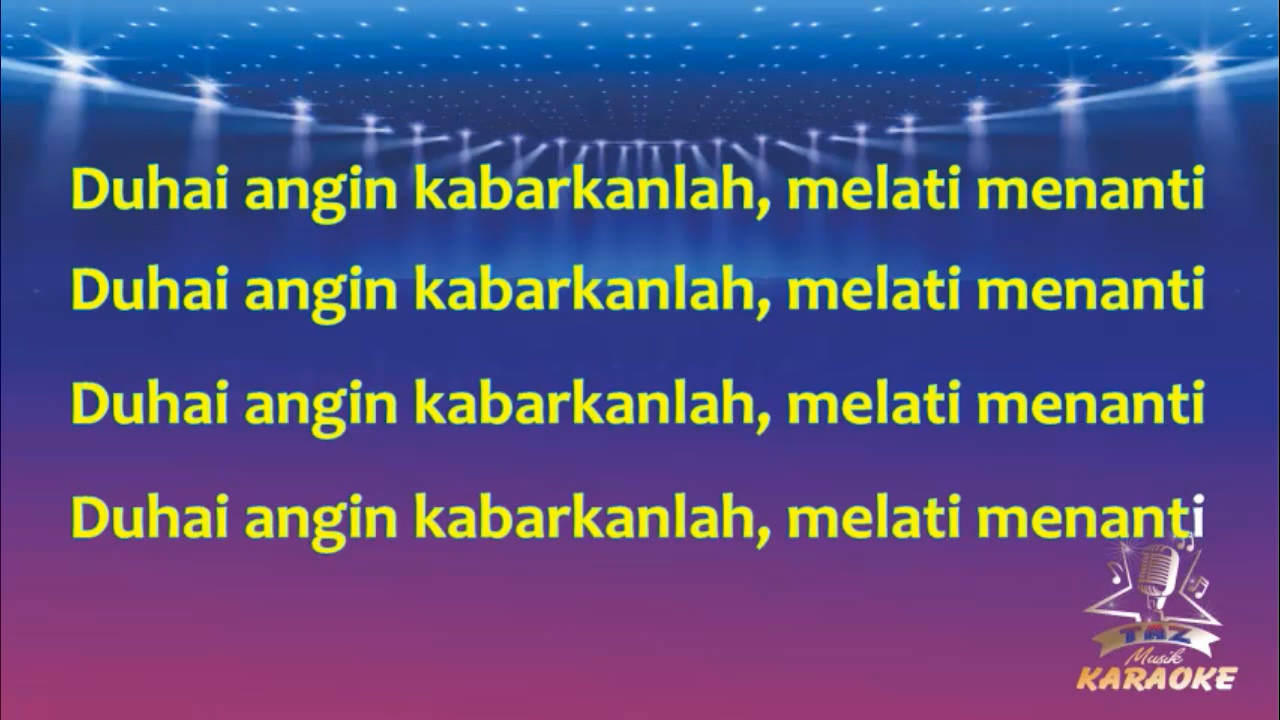 Duhai angin kabarkanlah, melati menanti
Duhai angin kabarkanlah, melati menanti
Duhai angin kabarkanlah, melati menanti
Duhai angin kabarkanlah, melati menanti
TAZ
Musik
KARAOKE